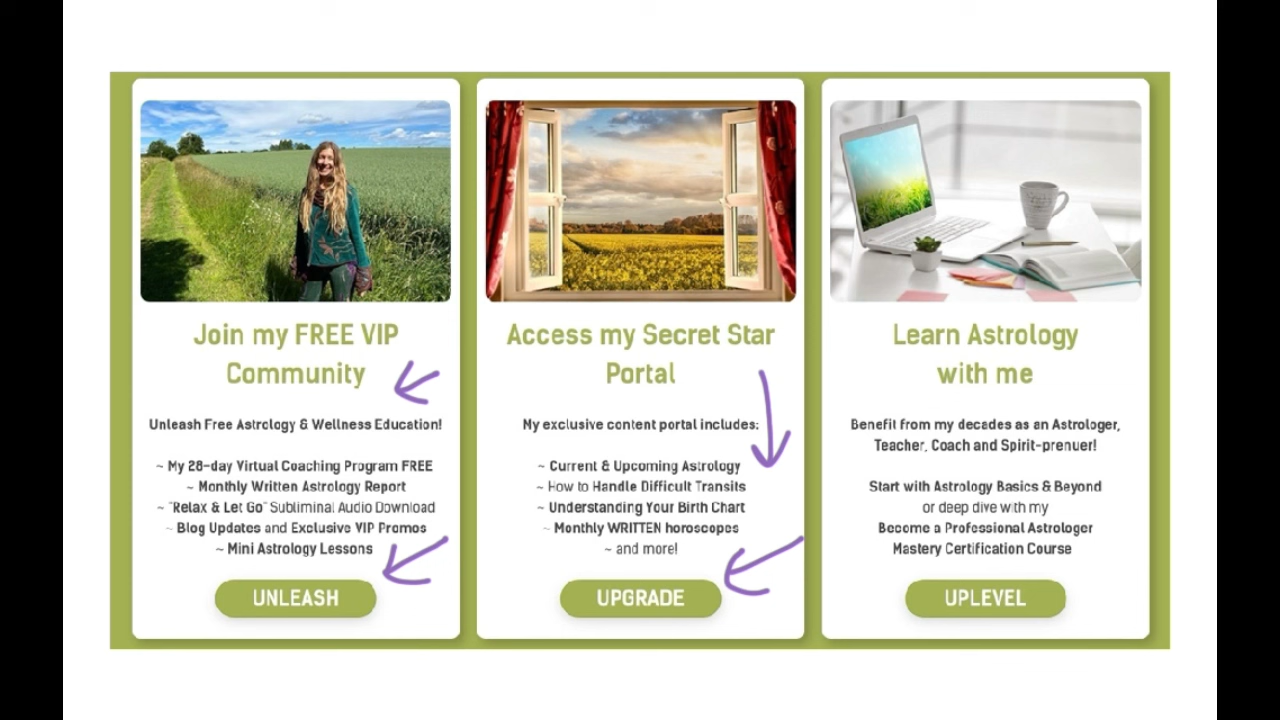 Join my FREE VIP
Community
Unleash Free Astrology & Wellness Education!
~ My 28-day Virtual Coaching Program FREE
~ Monthly Written Astrology Report
~ "Relax & Let Go" Subliminal Audio Download
~ Blog Updates and Exclusive VIP Promos
~ Mini Astrology Lessons
UNLEASH
Access my Secret Star
Portal
My exclusive content portal includes:
~ Current & Upcoming Astrology
~ How to Handle Difficult Transits
~ Understanding Your Birth Chart
~ Monthly WRITTEN horoscopes
~ and more!
UPGRADE
Learn Astrology
with me
Benefit from my decades as an Astrologer,
Teacher, Coach and Spirit-prenuer!
Start with Astrology Basics & Beyond
or deep dive with my
Become a Professional Astrologer
Mastery Certification Course
UPLEVEL